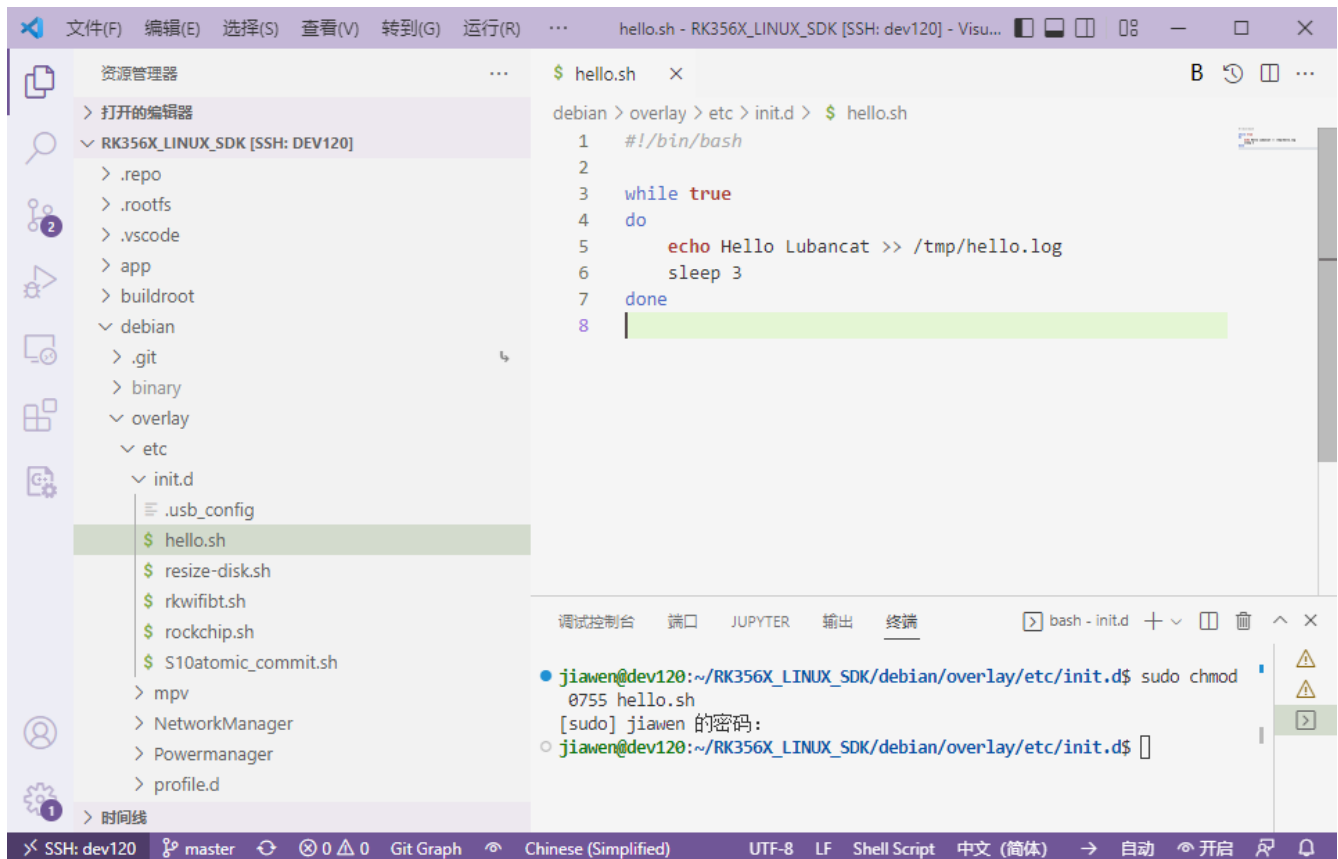 文件(F) 编辑(E) 选择(S) 查看(V) 转到(G) 运行(R) ··· hello.sh - RK356X_LINUX_SDK [SSH: dev120] - Visu...
资源管理器 ···
打开的编辑器
RK356X_LINUX_SDK [SSH: DEV120]
.repo
.rootfs
.vscode
app
buildroot
debian
.git
binary
overlay
etc
init.d
.usb_config
$ hello.sh
$ resize-disk.sh
$ rkwifibt.sh
$ rockchip.sh
$ S10atomic_commit.sh
mpv
NetworkManager
Powermanager
profile.d
时间线
2
1
$ hello.sh × B ···
debian > overlay > etc > init.d > $ hello.sh
1 #!/bin/bash
2
3 while true
4 do
5 echo Hello Lubancat >> /tmp/hello.log
6 sleep 3
7 done
8
调试控制台 端口 JUPYTER 输出 终端 bash - init.d
jiawen@dev120:~/RK356X_LINUX_SDK/debian/overlay/etc/init.d$ sudo chmod
0755 hello.sh
[sudo] jiawen 的密码:
jiawen@dev120:~/RK356X_LINUX_SDK/debian/overlay/etc/init.d$
SSH: dev120 master 0 0 Git Graph Chinese (Simplified) UTF-8 LF Shell Script 中文 (简体) → 自动 开启